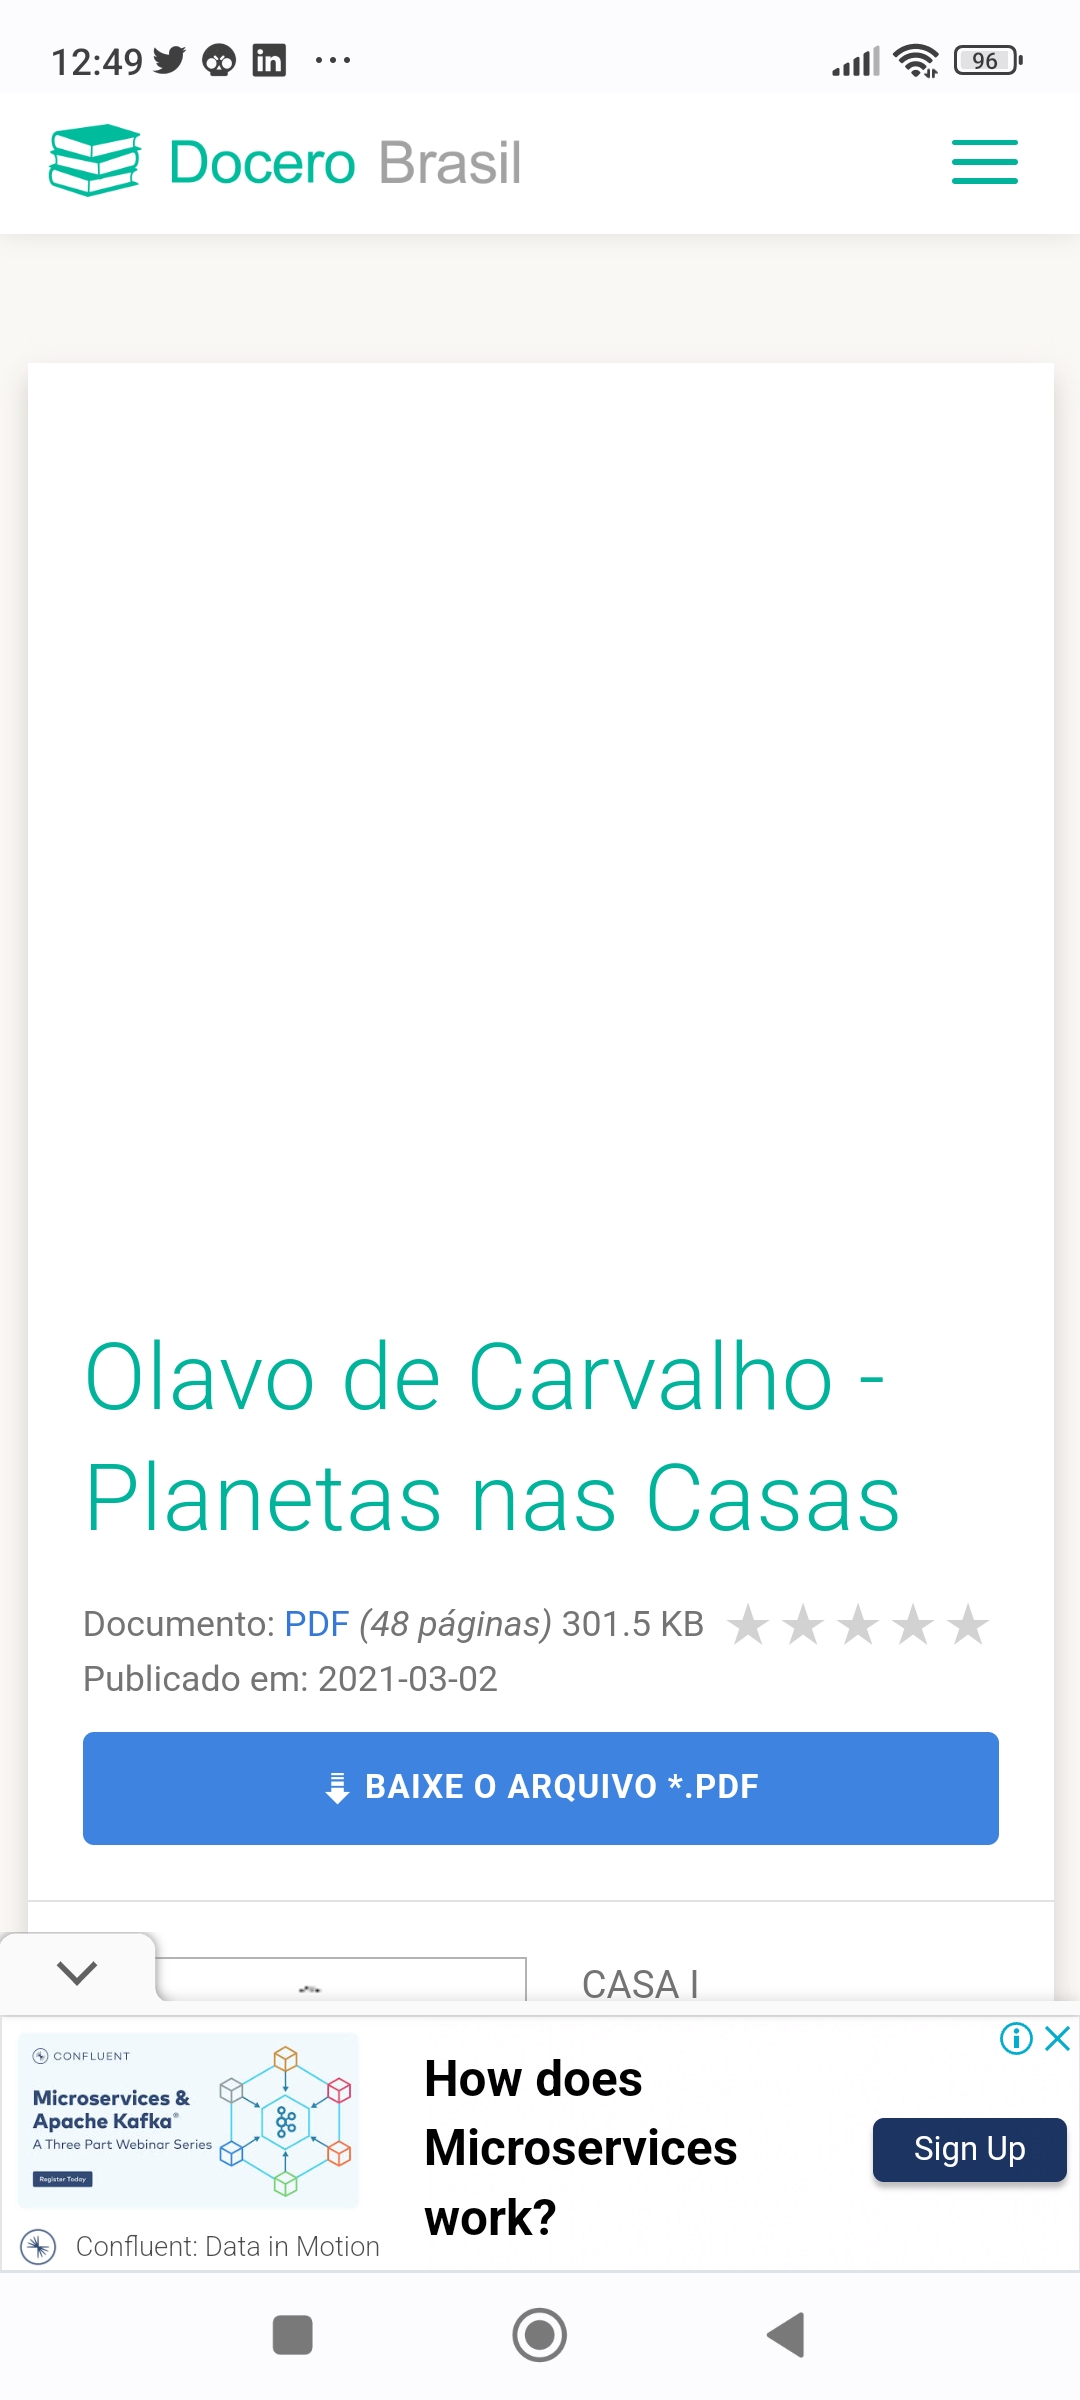 12:49
96
Docero Brasil
Olavo de Carvalho -
Planetas nas Casas
Documento: PDF (48 páginas) 301.5 KB
Publicado em: 2021-03-02
BAIXE O ARQUIVO *.PDF
CASA I
CONFLUENT
Microservices &
Apache Kafka®
A Three Part Webinar Series
Register Today
Confluent: Data in Motion
How does
Microservices
work?
Sign Up